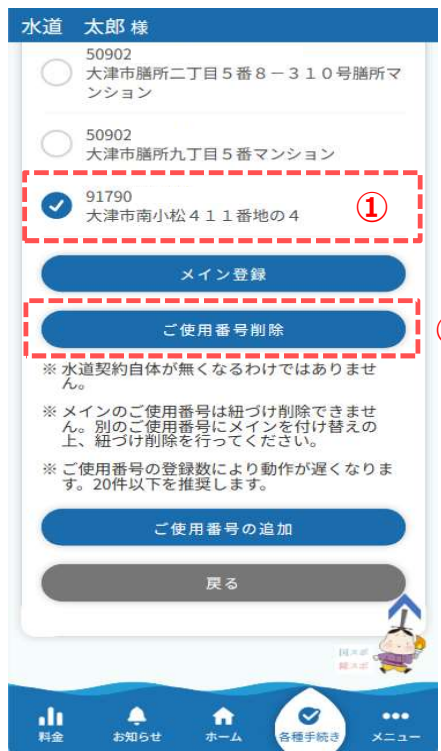 水道　太郎 様
50902
大津市膳所二丁目５番８－３１０号膳所マ
ンション
50902
大津市膳所九丁目５番マンション
91790
大津市南小松４１１番地の４
①
メイン登録
ご使用番号削除
※ 水道契約自体が無くなるわけではありませ
ん。
※ メインのご使用番号は紐づけ削除できませ
ん。別のご使用番号にメインを付け替えの
上、紐づけ削除を行ってください。
※ ご使用番号の登録数により動作が遅くなりま
す。20件以下を推奨します。
ご使用番号の追加
戻る
国スポ
料金
お知らせ
ホーム
各種手続き
メニュー